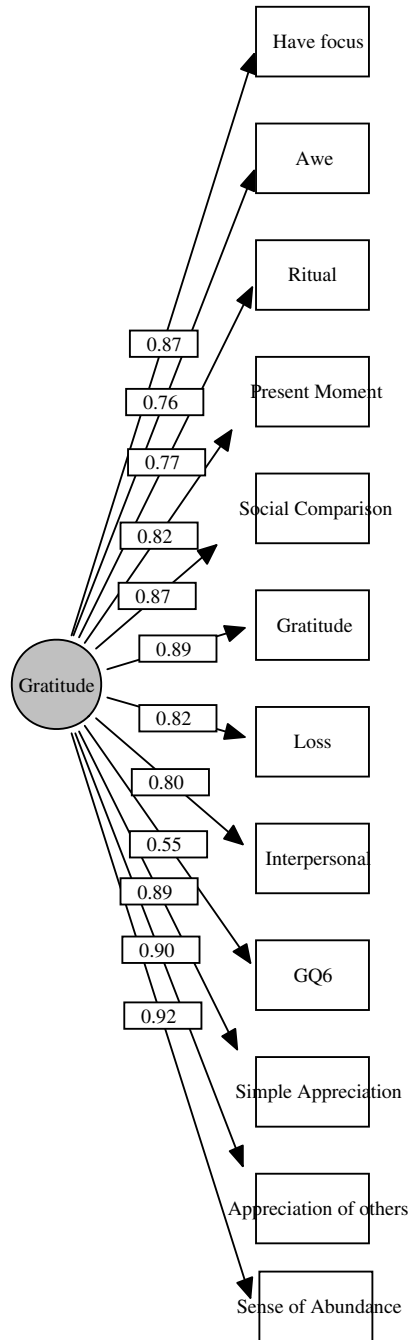 Have focus
Awe
Ritual
0.87
Present Moment
0.76
0.77
Social Comparison
0.82
0.87
Gratitude
0.89
Gratitude
0.82
Loss
0.80
0.55
Interpersonal
0.89
0.90
GQ6
0.92
Simple Appreciation
Appreciation of others
Sense of Abundance